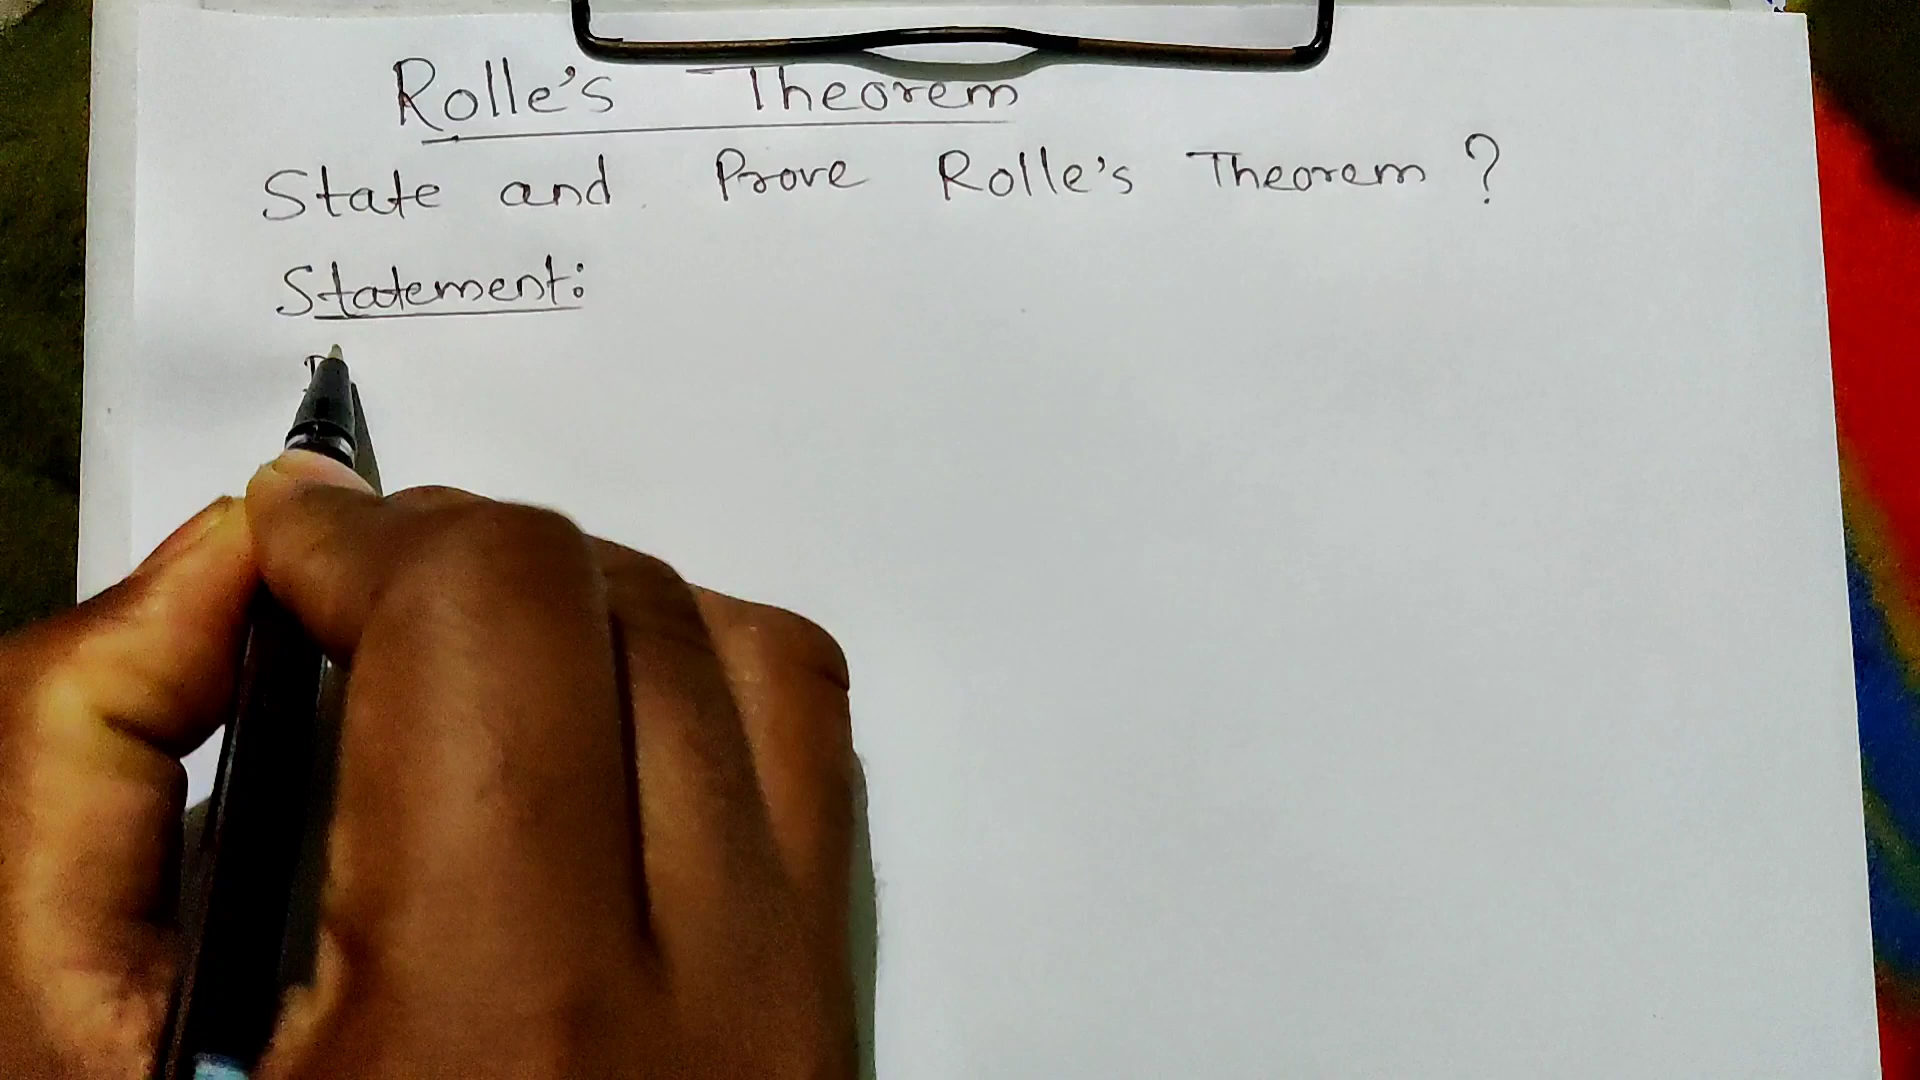 Rolle's Theorem
State and Prove Rolle's Theorem ?
Statement: